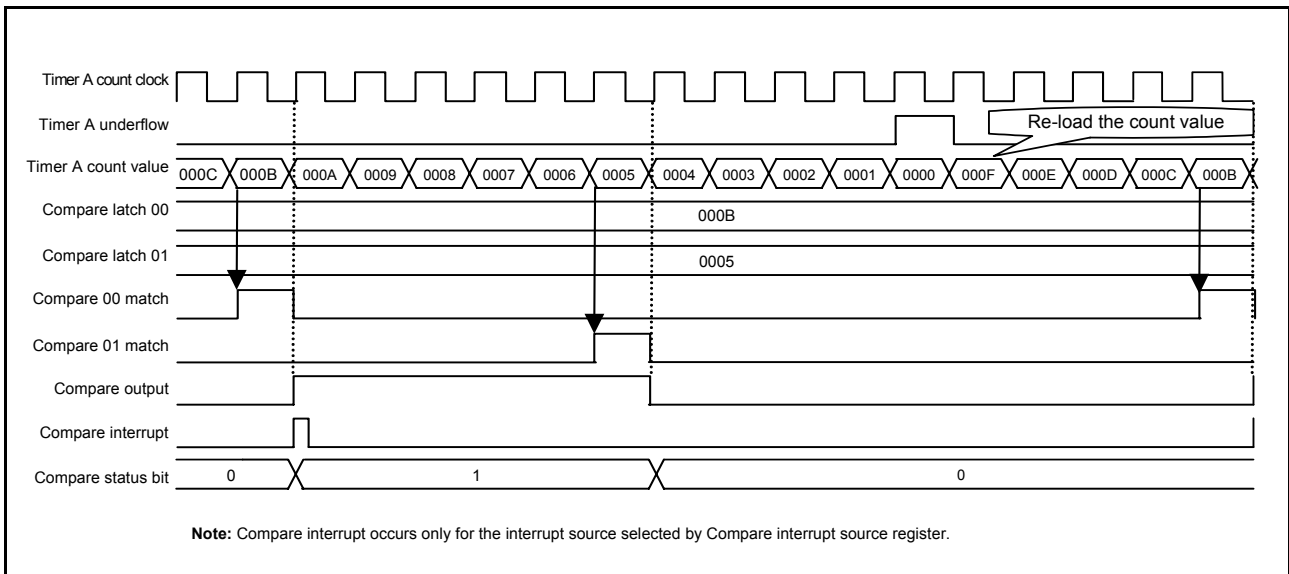 Timer A count clock
Timer A underflow
Re-load the count value
Timer A count value 000C 000B 000A 0009 0008 0007 0006 0005 0004 0003 0002 0001 0000 000F 000E 000D 000C 000B
Compare latch 00 000B
Compare latch 01 0005
Compare 00 match
Compare 01 match
Compare output
Compare interrupt
Compare status bit 0 1 0
Note: Compare interrupt occurs only for the interrupt source selected by Compare interrupt source register.